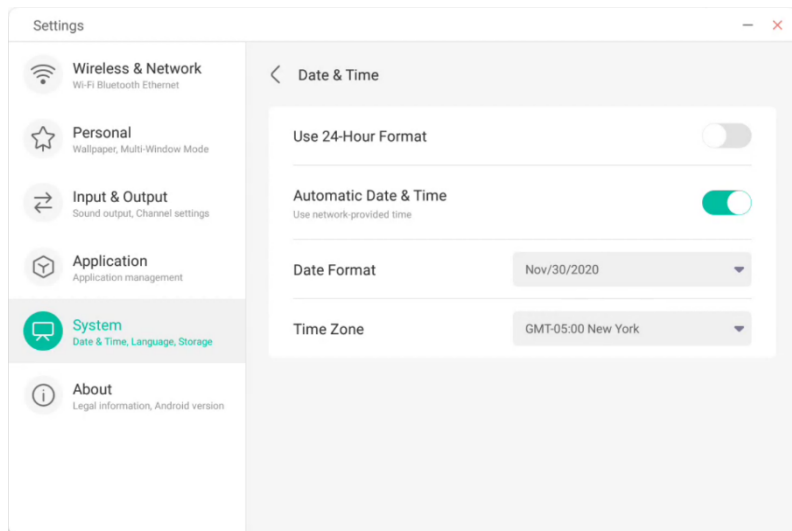 Settings
Wireless & Network
Wi-Fi Bluetooth Ethernet
Personal
Wallpaper, Multi-Window Mode
Input & Output
Sound output, Channel settings
Application
Application management
System
Date & Time, Language, Storage
About
Legal information, Android version
Date & Time
Use 24-Hour Format
Automatic Date & Time
Use network-provided time
Date Format
Nov/30/2020
Time Zone
GMT-05:00 New York